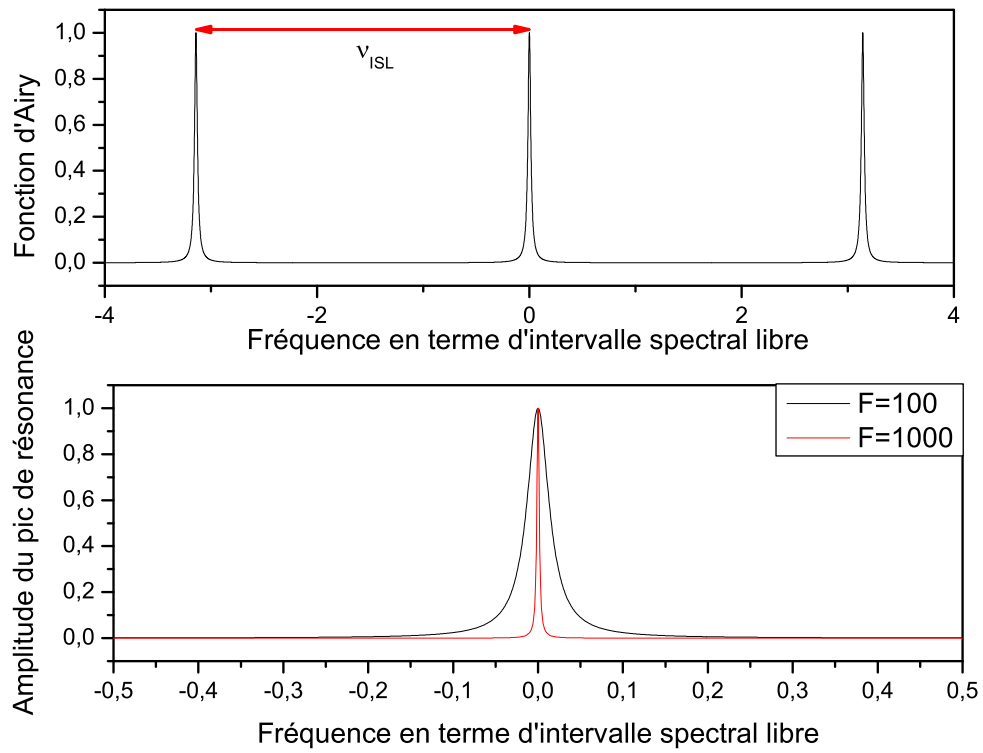 1,0
0,8
0,6
0,4
0,2
0,0
Fonction d'Airy
νISL
-4 -2 0 2 4
Fréquence en terme d'intervalle spectral libre
1,0
0,8
0,6
0,4
0,2
0,0
Amplitude du pic de résonance
F=100
F=1000
-0,5 -0,4 -0,3 -0,2 -0,1 0,0 0,1 0,2 0,3 0,4 0,5
Fréquence en terme d'intervalle spectral libre